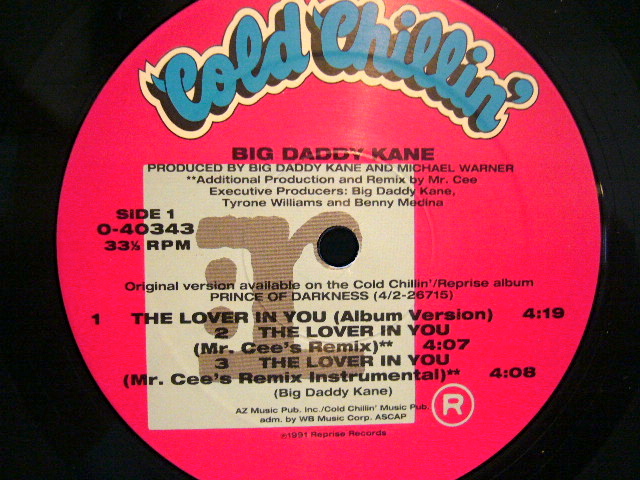 Cold Chillin'
BIG DADDY KANE
PRODUCED BY BIG DADDY KANE AND MICHAEL WARNER
**Additional Production and Remix by Mr. Cee
Executive Producers: Big Daddy Kane,
Tyrone Williams and Benny Medina
SIDE 1
0-40343
33⅓ RPM
r
Original version available on the Cold Chillin'/Reprise album
PRINCE OF DARKNESS (4/2-26715)
1 THE LOVER IN YOU (Album Version) 4:19
2 THE LOVER IN YOU
(Mr. Cee's Remix)** 4:07
3 THE LOVER IN YOU
(Mr. Cee's Remix Instrumental)** 4:08
(Big Daddy Kane)
R
AZ Music Pub. Inc./Cold Chillin' Music Pub.
adm. by WB Music Corp. ASCAP
℗1991 Reprise Records